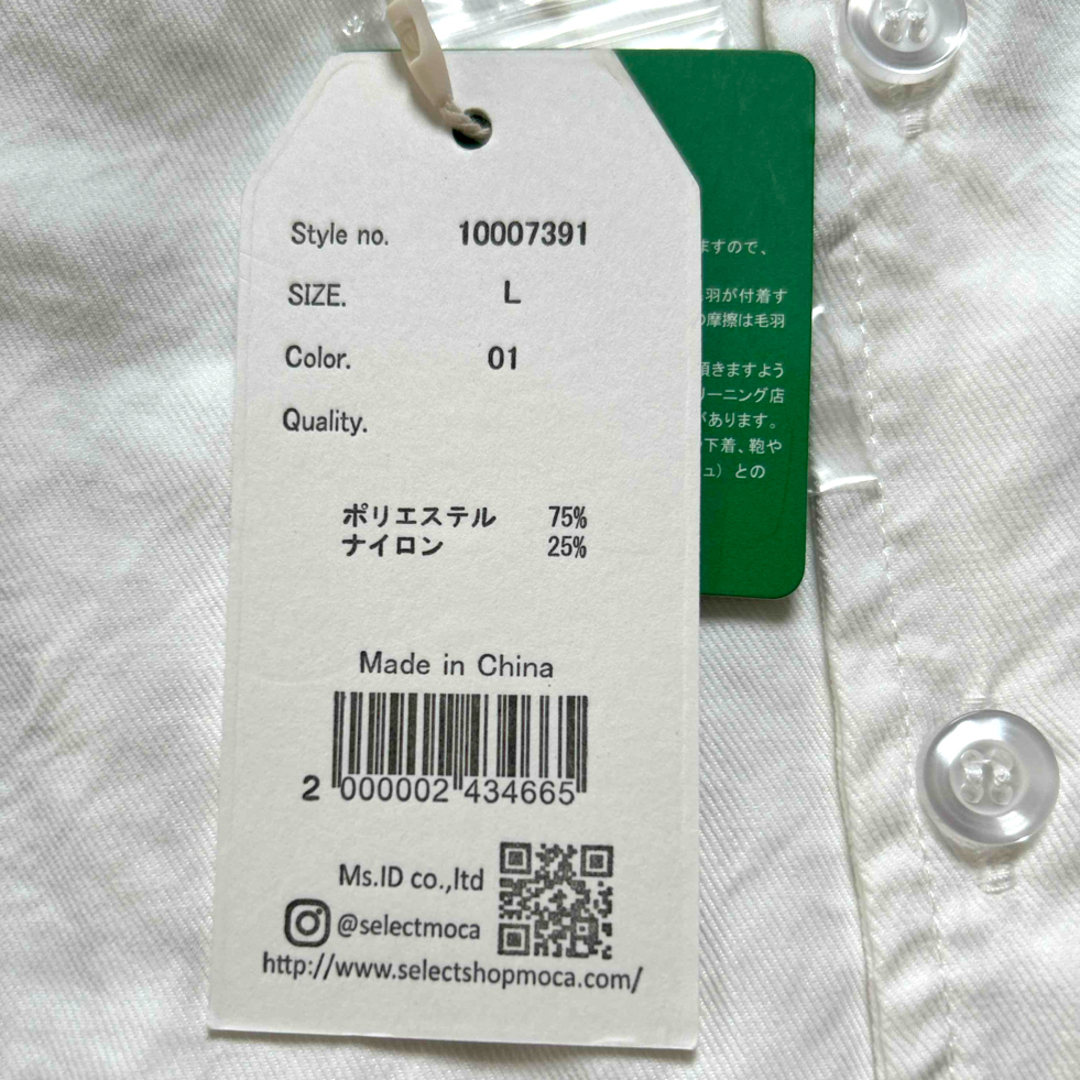 Style no. 10007391
SIZE. L
Color. 01
Quality.
ポリエステル 75%
ナイロン 25%
Made in China
2 000002 434665
Ms.ID co.,ltd
@selectmoca
http://www.selectshopmoca.com/
ますので、
羽が付着す
摩擦は毛羽
頂きますよう
リーニング店
があります。
下着、鞄や
ュ）との